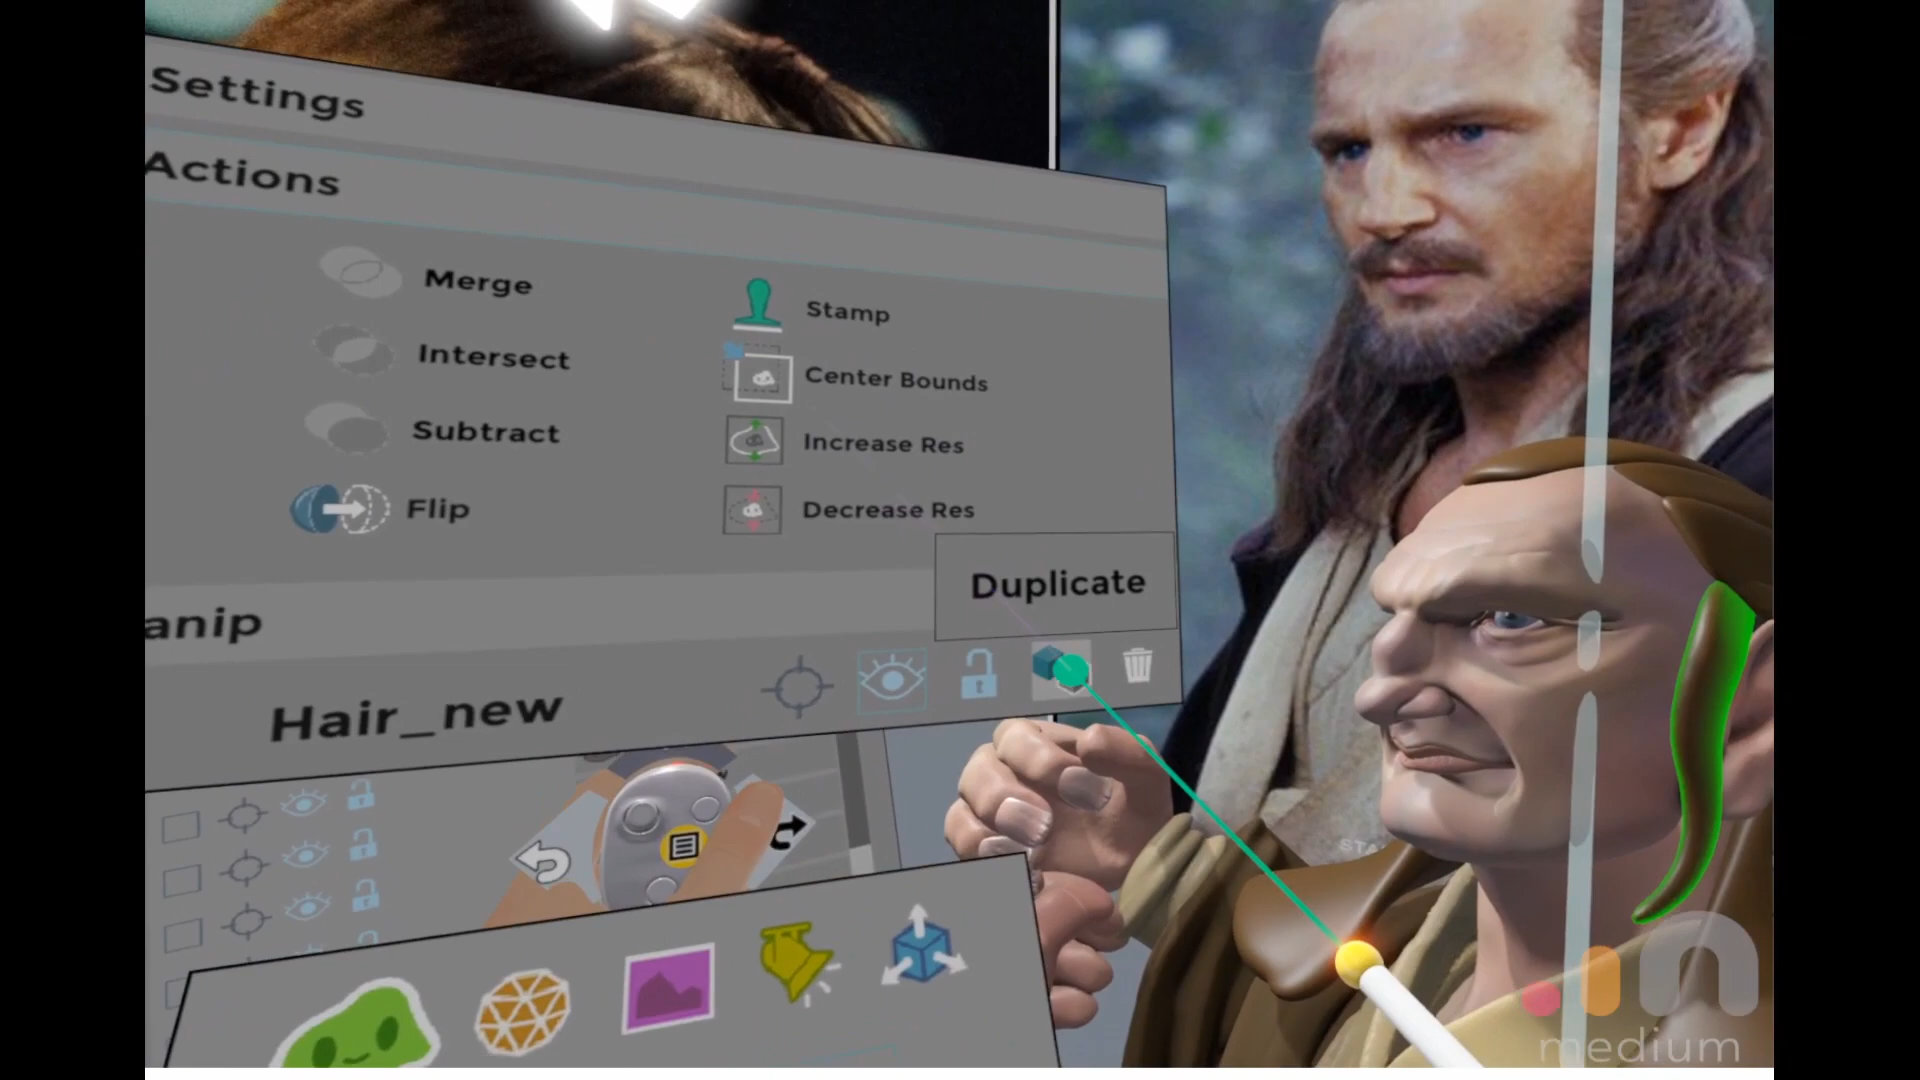 Settings
Actions
Merge
Stamp
Intersect
Center Bounds
Subtract
Increase Res
Flip
Decrease Res
Duplicate
anip
Hair_new
medium